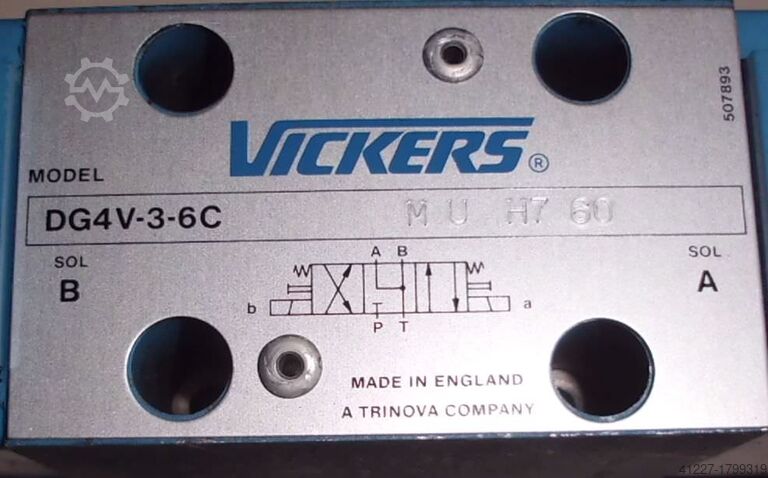 507893
VICKERS®
MODEL
DG4V-3-6C M U H7 60
SOL B
SOL A
A B
b a
P T
MADE IN ENGLAND
A TRINOVA COMPANY
41227-1799319